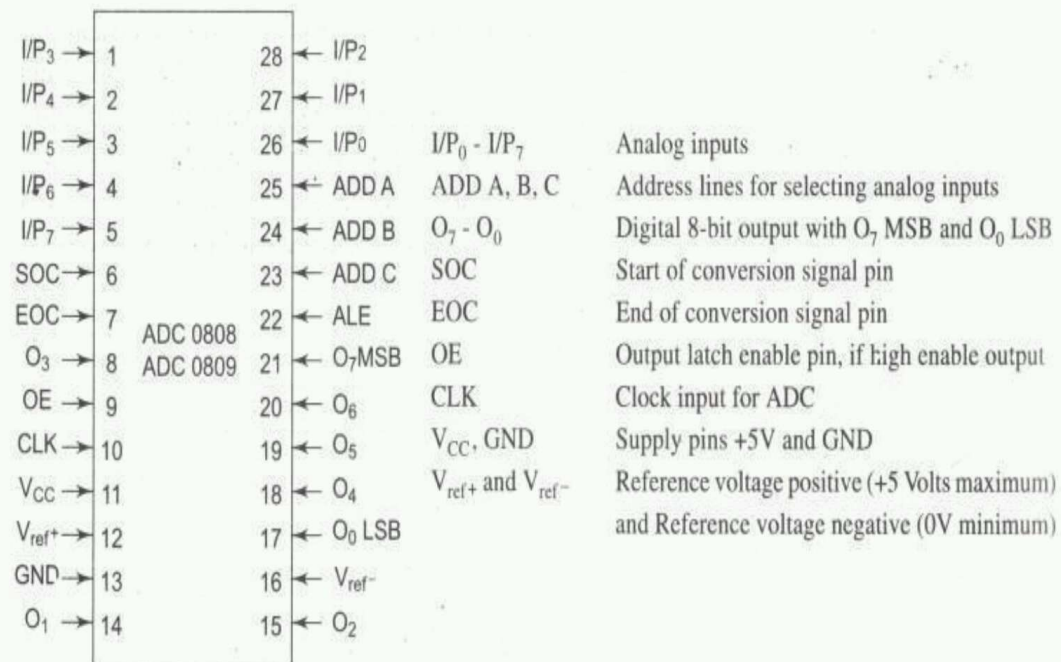 I/P3 1 28 I/P2
I/P4 2 27 I/P1
I/P5 3 26 I/P0 I/P0 - I/P7 Analog inputs
I/P6 4 25 ADD A ADD A, B, C Address lines for selecting analog inputs
I/P7 5 24 ADD B O7 - O0 Digital 8-bit output with O7 MSB and O0 LSB
SOC 6 23 ADD C SOC Start of conversion signal pin
EOC 7 22 ALE EOC End of conversion signal pin
ADC 0808
O3 8 ADC 0809 21 O7MSB OE Output latch enable pin, if high enable output
OE 9 20 O6 CLK Clock input for ADC
CLK 10 19 O5 VCC, GND Supply pins +5V and GND
VCC 11 18 O4 Vref+ and Vref- Reference voltage positive (+5 Volts maximum)
Vref+ 12 17 O0 LSB and Reference voltage negative (0V minimum)
GND 13 16 Vref-
O1 14 15 O2